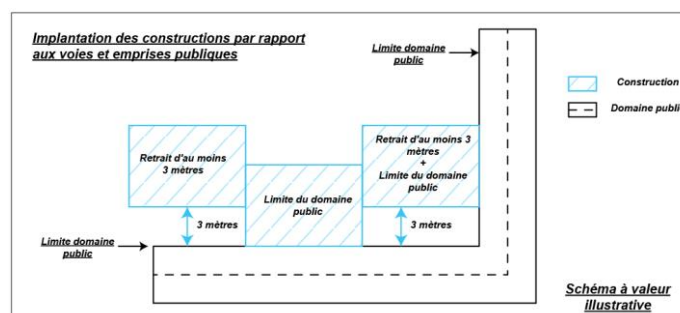 Implantation des constructions par rapport
aux voies et emprises publiques
Limite domaine
public
Construction
Domaine public
Retrait d'au moins
3 mètres
Retrait d'au moins 3
mètres
+
Limite du domaine
public
Limite du domaine
public
3 mètres
3 mètres
Limite domaine
public
Schéma à valeur
illustrative